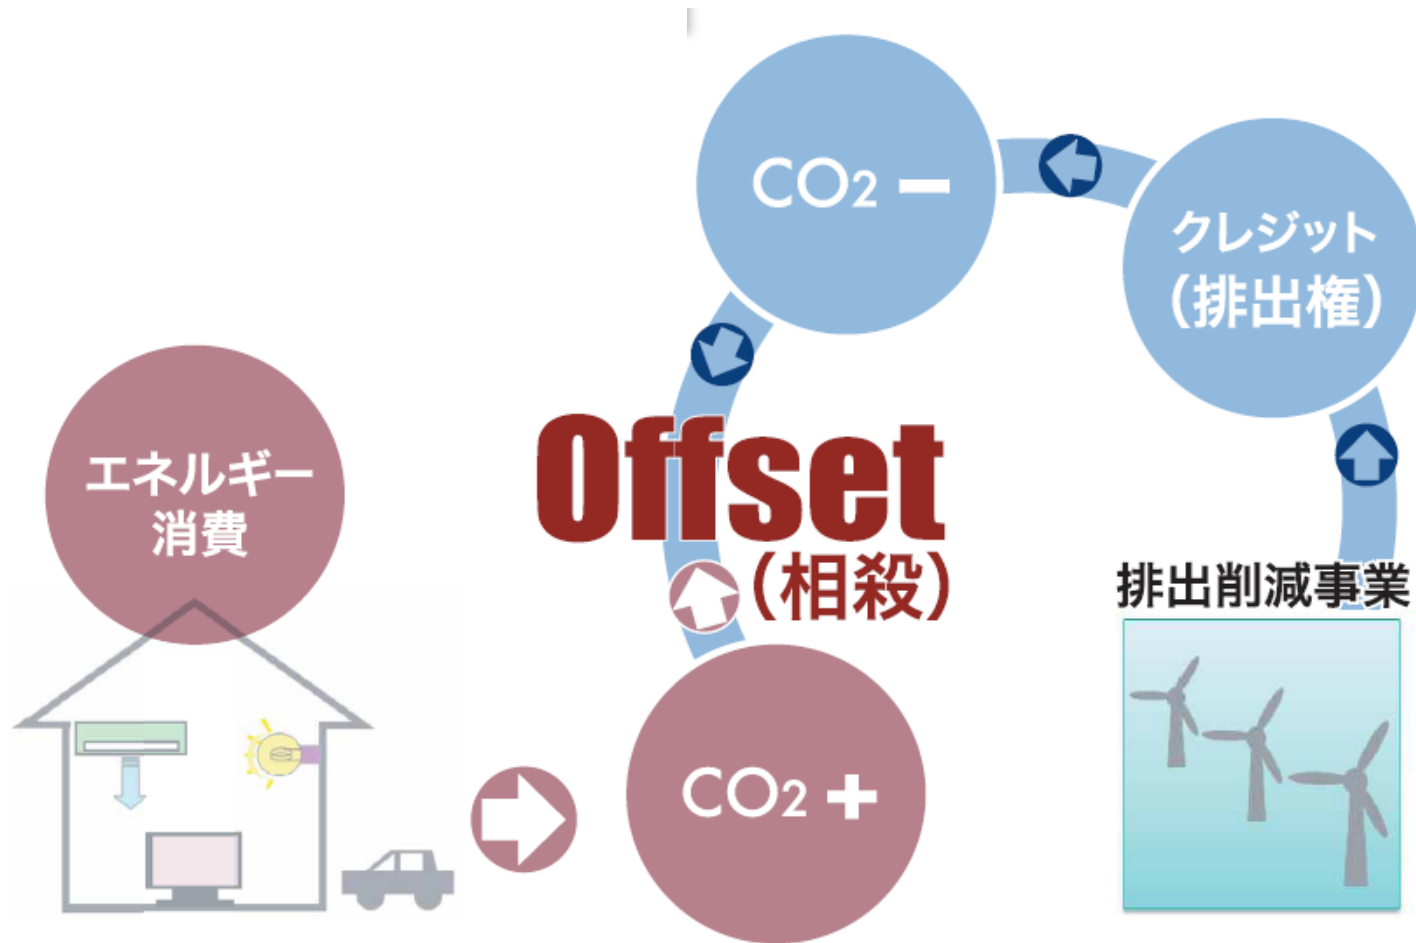 CO2 −
クレジット
（排出権）
エネルギー
消費
Offset
（相殺）
排出削減事業
CO2 +